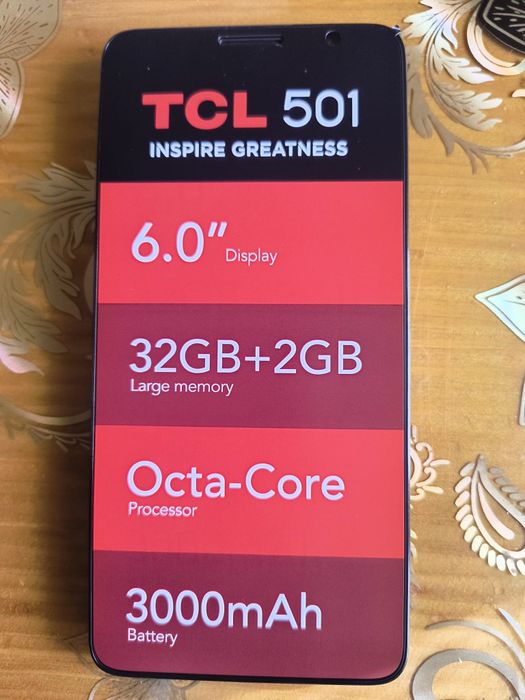 TCL 501
INSPIRE GREATNESS
6.0” Display
32GB+2GB
Large memory
Octa-Core
Processor
3000mAh
Battery